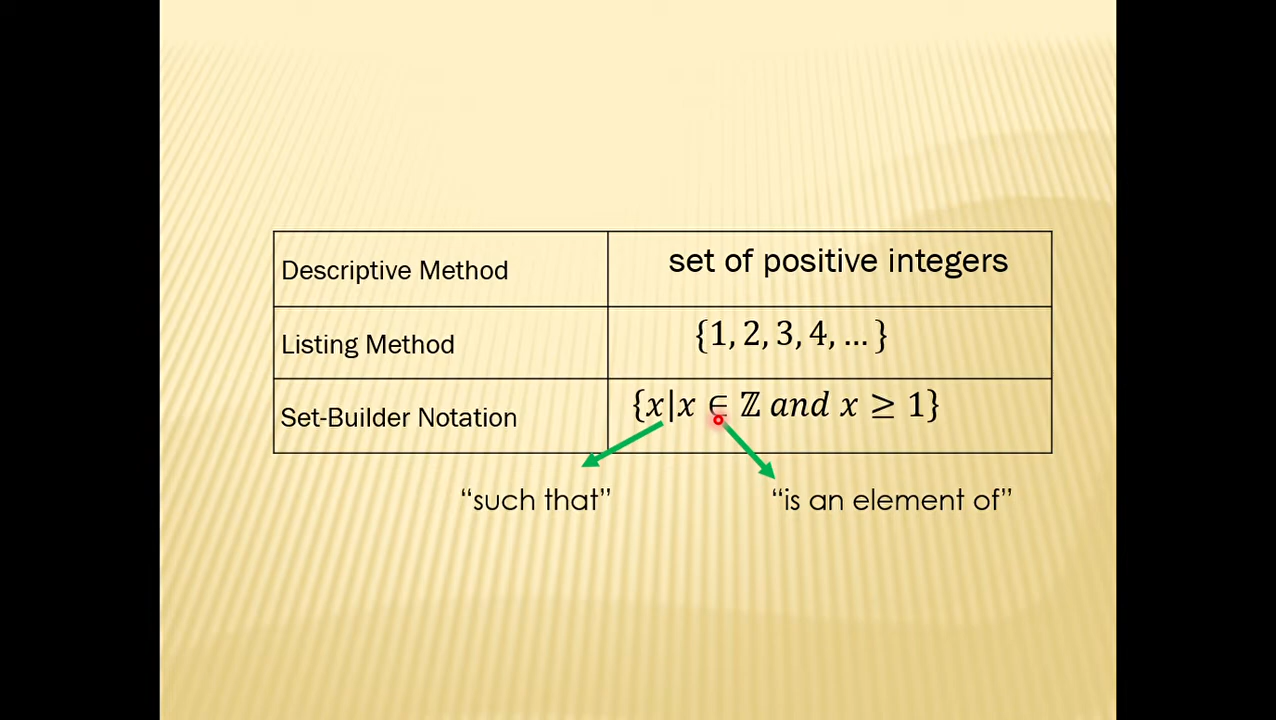 Descriptive Method
set of positive integers
Listing Method
{1, 2, 3, 4, … }
Set-Builder Notation
{x|x ∈ ℤ and x ≥ 1}
“such that”
“is an element of”